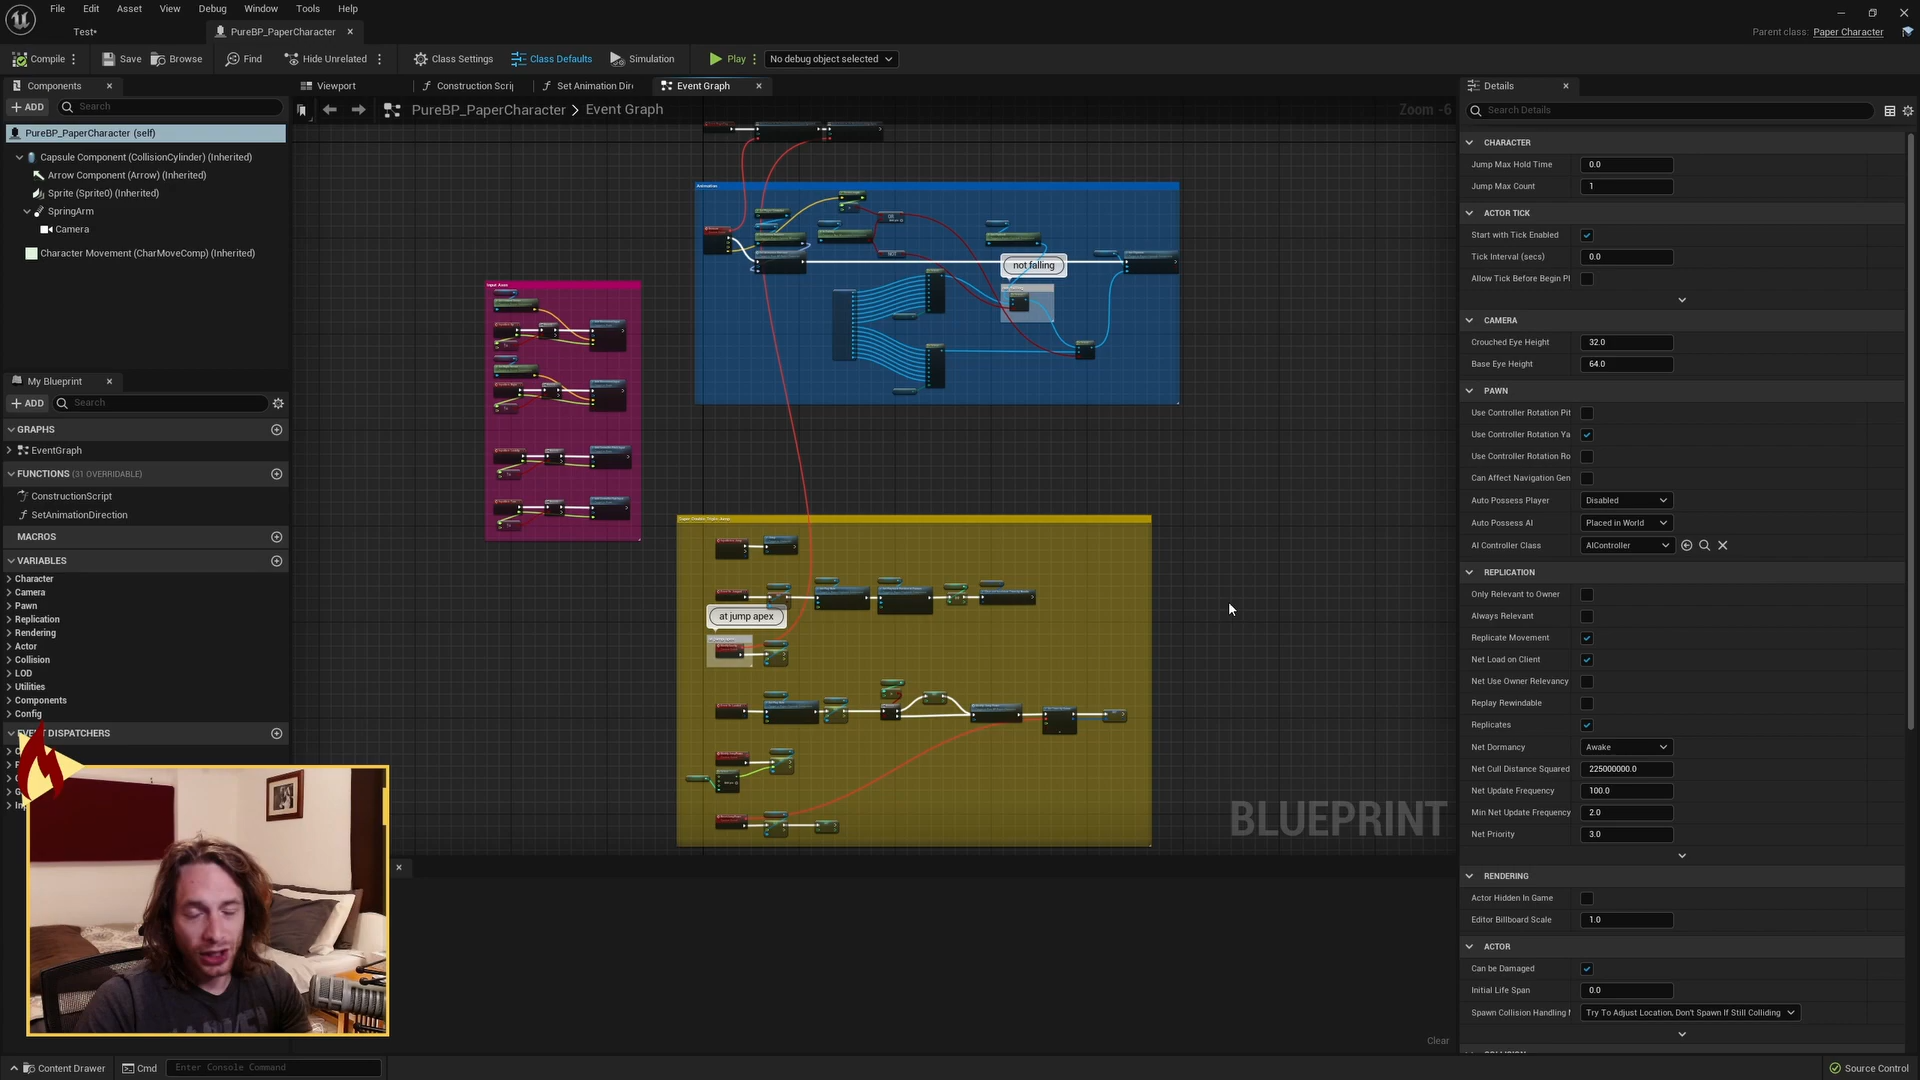 File Edit Asset View Debug Window Tools Help
Test*
PureBP_PaperCharacter
Parent class: Paper Character
Compile Save Browse Find Hide Unrelated Class Settings Class Defaults Simulation Play No debug object selected
Components
Viewport
Construction Scri
Set Animation Dire
Event Graph
Details
ADD
Search
PureBP_PaperCharacter > Event Graph
Zoom -6
Search Details
PureBP_PaperCharacter (self)
Capsule Component (CollisionCylinder) (Inherited)
Arrow Component (Arrow) (Inherited)
Sprite (Sprite0) (Inherited)
SpringArm
Camera
Character Movement (CharMoveComp) (Inherited)
My Blueprint
ADD
Search
GRAPHS
EventGraph
FUNCTIONS (31 OVERRIDABLE)
ConstructionScript
SetAnimationDirection
MACROS
VARIABLES
Character
Camera
Pawn
Replication
Rendering
Actor
Collision
LOD
Utilities
Components
Config
EVENT DISPATCHERS
Animation
not falling
Input Axes
at jump apex
BLUEPRINT
CHARACTER
Jump Max Hold Time 0.0
Jump Max Count 1
ACTOR TICK
Start with Tick Enabled
Tick Interval (secs) 0.0
Allow Tick Before Begin Pl
CAMERA
Crouched Eye Height 32.0
Base Eye Height 64.0
PAWN
Use Controller Rotation Pit
Use Controller Rotation Ya
Use Controller Rotation Ro
Can Affect Navigation Gen
Auto Possess Player Disabled
Auto Possess AI Placed in World
AI Controller Class AIController
REPLICATION
Only Relevant to Owner
Always Relevant
Replicate Movement
Net Load on Client
Net Use Owner Relevancy
Replay Rewindable
Replicates
Net Dormancy Awake
Net Cull Distance Squared 225000000.0
Net Update Frequency 100.0
Min Net Update Frequency 2.0
Net Priority 3.0
RENDERING
Actor Hidden In Game
Editor Billboard Scale 1.0
ACTOR
Can be Damaged
Initial Life Span 0.0
Spawn Collision Handling Try To Adjust Location, Don't Spawn If Still Colliding
Clear
Content Drawer Cmd Enter Console Command
Source Control